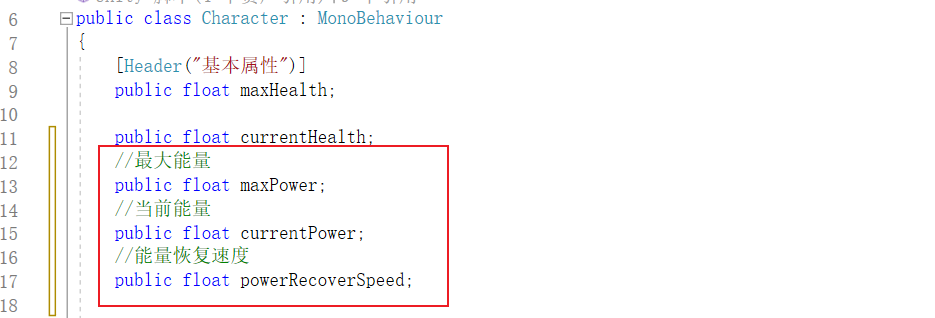 6 public class Character : MonoBehaviour
7 {
8 [Header("基本属性")]
9 public float maxHealth;
10
11 public float currentHealth;
12 //最大能量
13 public float maxPower;
14 //当前能量
15 public float currentPower;
16 //能量恢复速度
17 public float powerRecoverSpeed;
18